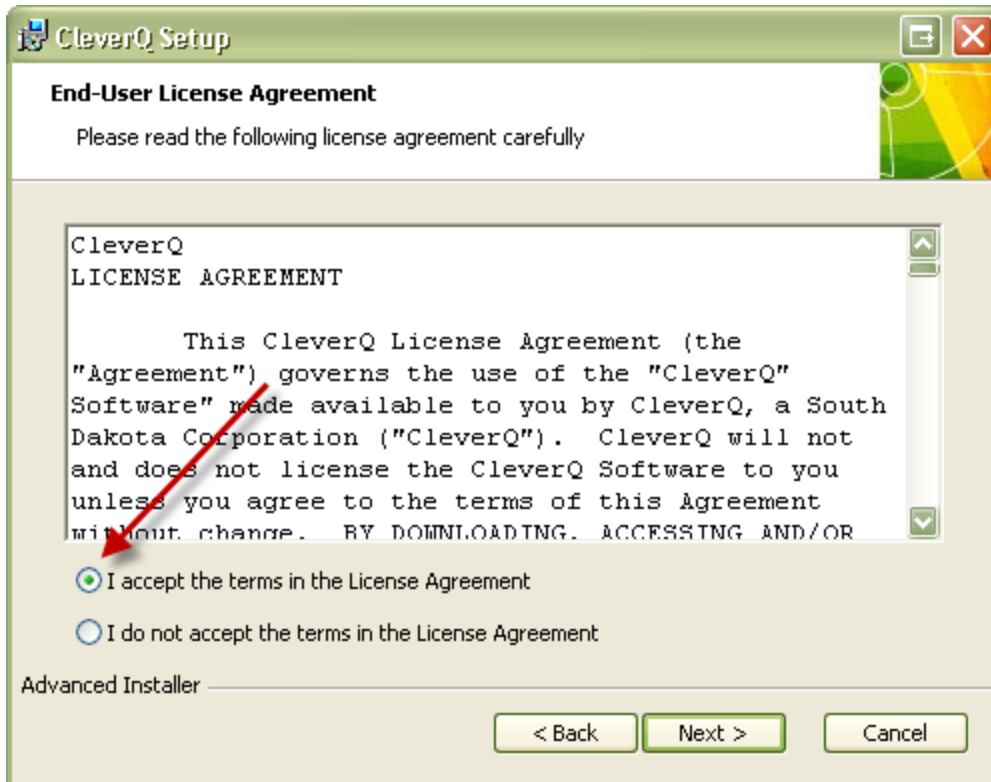 CleverQ Setup
End-User License Agreement
Please read the following license agreement carefully
CleverQ
LICENSE AGREEMENT
This CleverQ License Agreement (the
"Agreement") governs the use of the "CleverQ"
Software" made available to you by CleverQ, a South
Dakota Corporation ("CleverQ").  CleverQ will not
and does not license the CleverQ Software to you
unless you agree to the terms of this Agreement
without change.  BY DOWNLOADING, ACCESSING AND/OR
I accept the terms in the License Agreement
I do not accept the terms in the License Agreement
Advanced Installer
< Back Next > Cancel